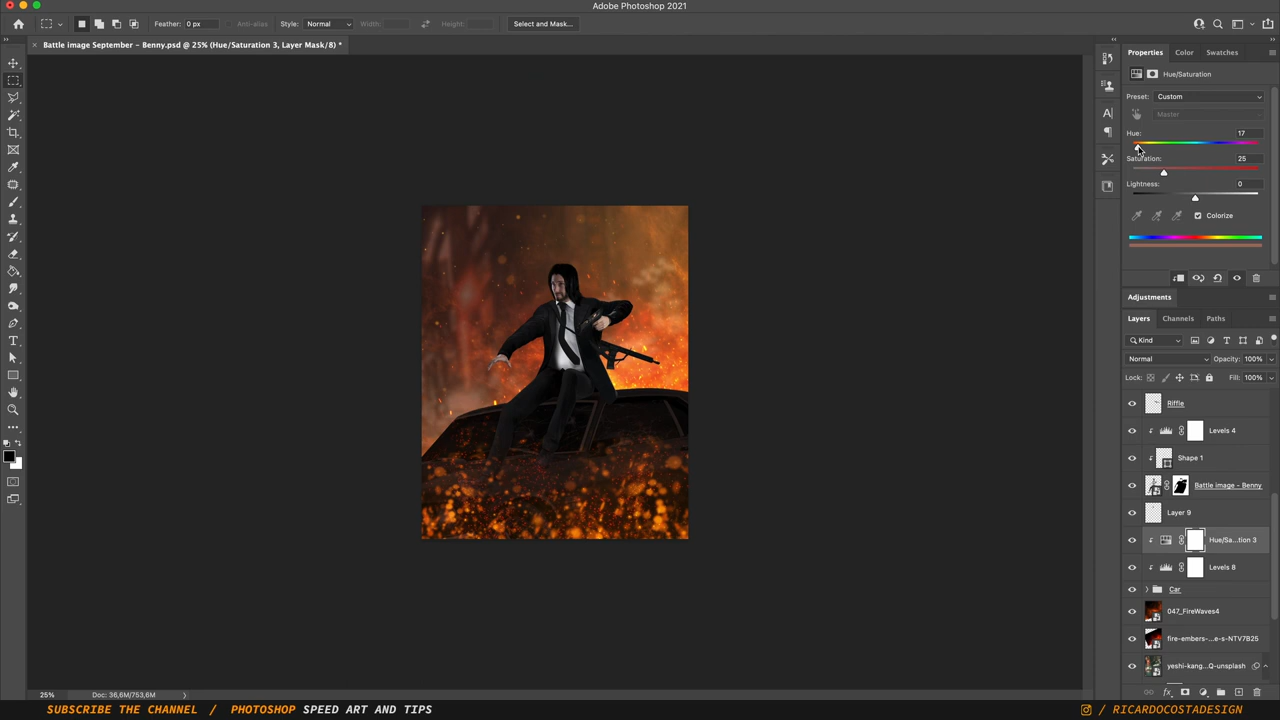 Adobe Photoshop 2021
Feather: 0 px
Anti-alias
Style: Normal
Width:
Height:
Select and Mask...
× Battle image September - Benny.psd @ 25% (Hue/Saturation 3, Layer Mask/8) *
Properties Color Swatches
Hue/Saturation
Preset: Custom
Master
Hue: 17
Saturation: 25
Lightness: 0
Colorize
Adjustments
Layers Channels Paths
Kind
Normal Opacity: 100%
Lock: Fill: 100%
Riffle
Levels 4
Shape 1
Battle image - Benny
Layer 9
Hue/Sa...tion 3
Levels 8
Car
047_FireWaves4
fire-embers-...e-s-NTV7B25
yeshi-kang...Q-unsplash
25% Doc: 36,6M/753,6M
SUBSCRIBE THE CHANNEL / PHOTOSHOP SPEED ART AND TIPS
/ RICARDOCOSTADESIGN